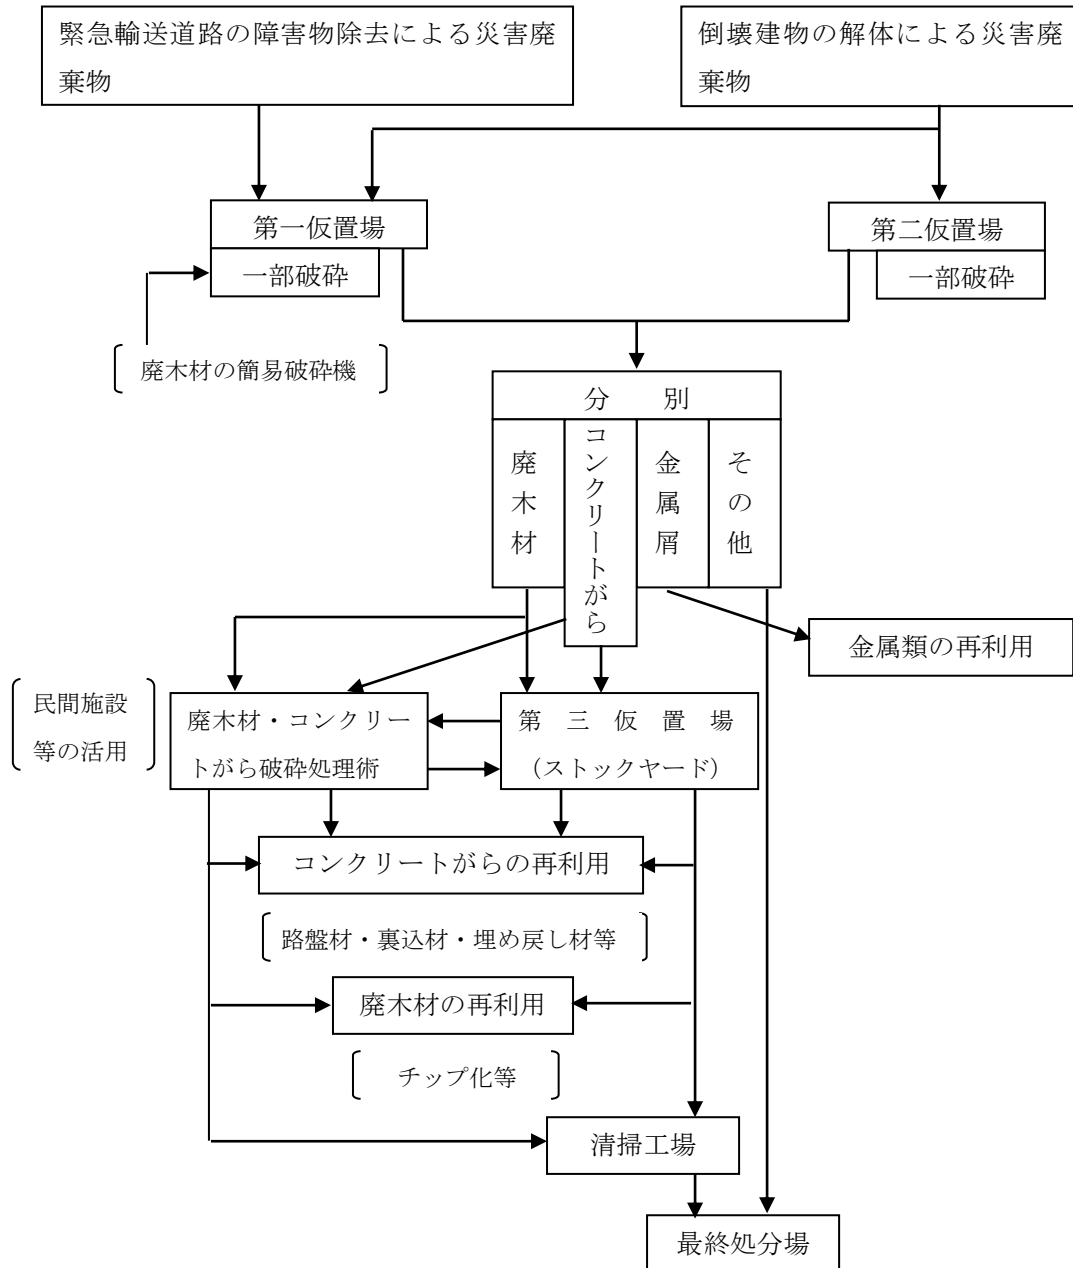 緊急輸送道路の障害物除去による災害廃
棄物
倒壊建物の解体による災害廃
棄物
第一仮置場
一部破砕
第二仮置場
一部破砕
廃木材の簡易破砕機
分 別
廃木材
コンクリートがら
金属屑
その他
金属類の再利用
民間施設
等の活用
廃木材・コンクリー
トがら破砕処理術
第 三 仮 置 場
（ストックヤード）
コンクリートがらの再利用
路盤材・裏込材・埋め戻し材等
廃木材の再利用
チップ化等
清掃工場
最終処分場